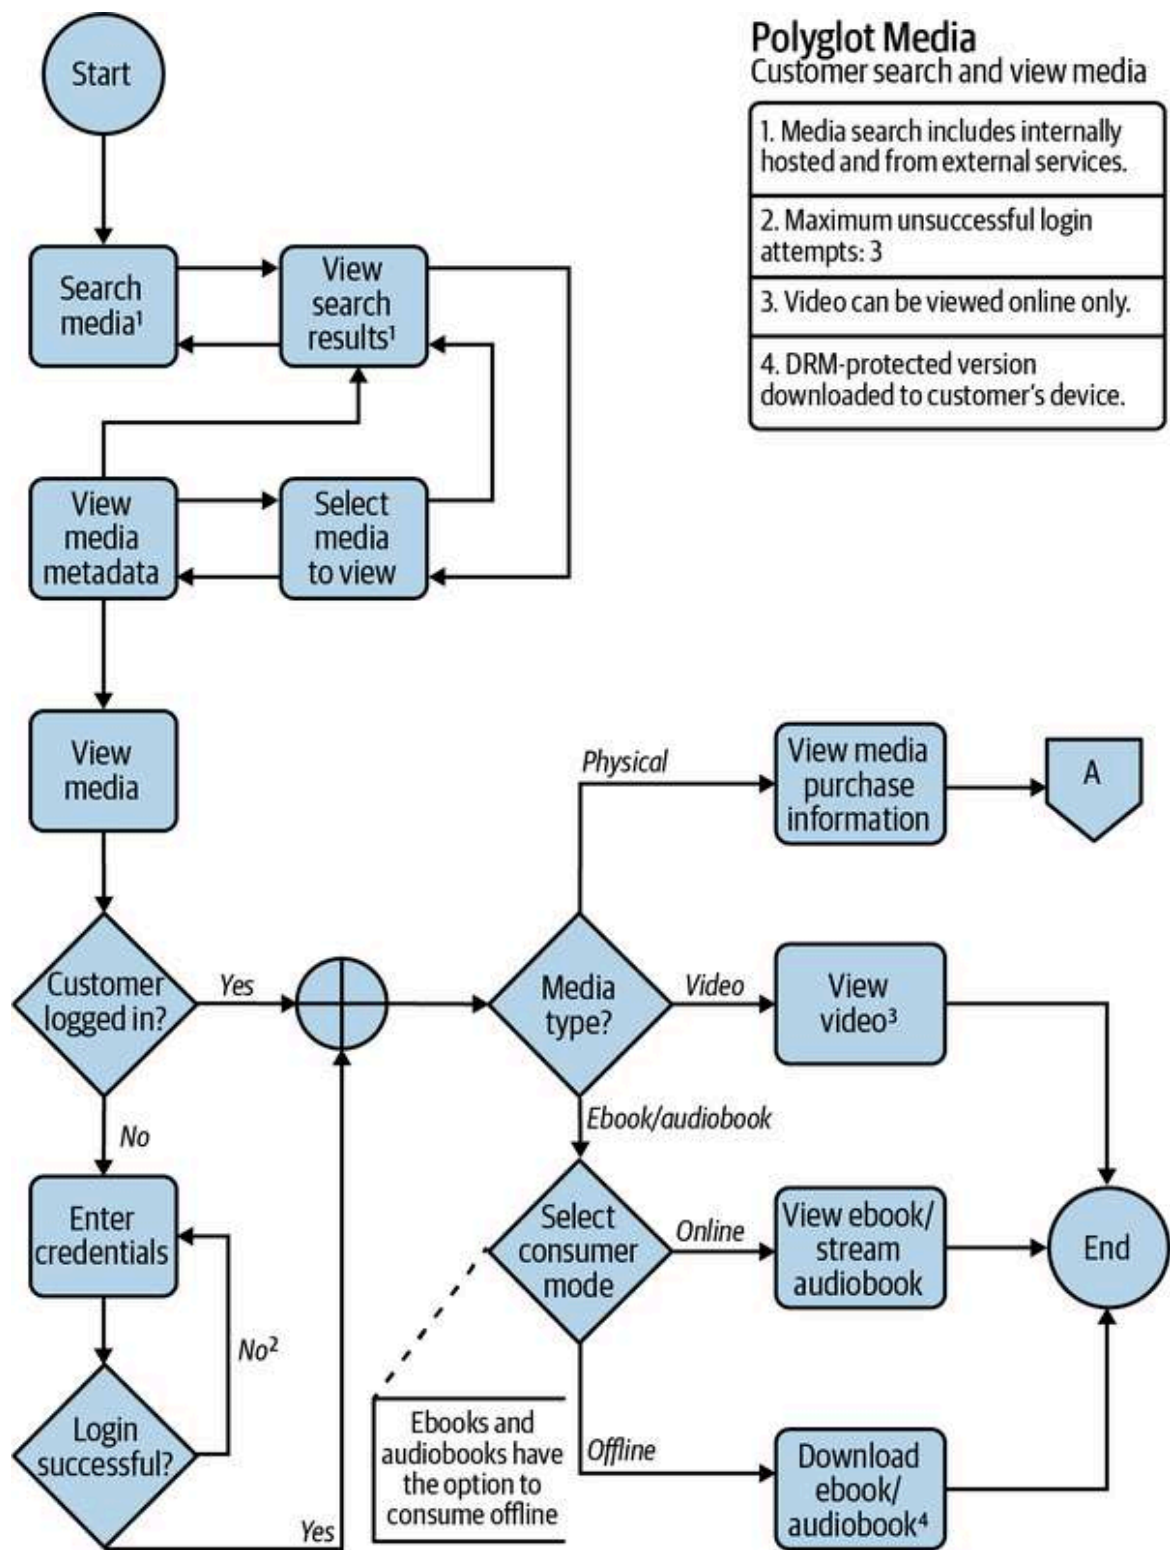 Start
Polyglot Media
Customer search and view media
1. Media search includes internally
hosted and from external services.
2. Maximum unsuccessful login
attempts: 3
3. Video can be viewed online only.
4. DRM-protected version
downloaded to customer's device.
Search
media¹
View
search
results¹
View
media
metadata
Select
media
to view
View
media
Physical
View media
purchase
information
A
Customer
logged in?
Yes
Media
type?
Video
View
video³
No
Ebook/audiobook
Enter
credentials
Select
consumer
mode
Online
View ebook/
stream
audiobook
End
No²
Login
successful?
Yes
Ebooks and
audiobooks have
the option to
consume offline
Offline
Download
ebook/
audiobook⁴